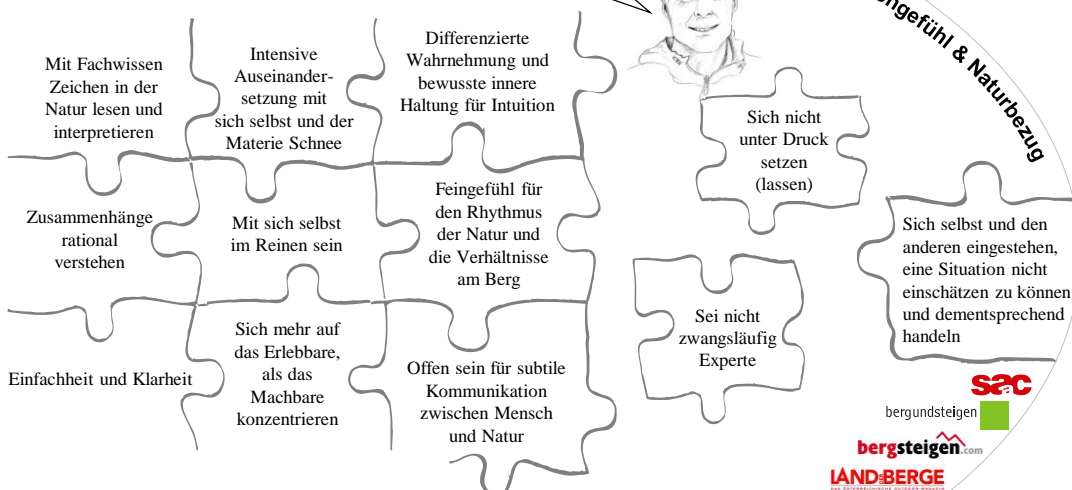 Mit Fachwissen
Zeichen in der
Natur lesen und
interpretieren
Intensive
Auseinander-
setzung mit
sich selbst und der
Materie Schnee
Differenzierte
Wahrnehmung und
bewusste innere
Haltung für Intuition
Zusammenhänge
rational
verstehen
Mit sich selbst
im Reinen sein
Feingefühl für
den Rhythmus
der Natur und
die Verhältnisse
am Berg
Einfachheit und Klarheit
Sich mehr auf
das Erlebbare,
als das
Machbare
konzentrieren
Offen sein für subtile
Kommunikation
zwischen Mensch
und Natur
Sich nicht
unter Druck
setzen
(lassen)
Sei nicht
zwangsläufig
Experte
Sich selbst und den
anderen eingestehen,
eine Situation nicht
einschätzen zu können
und dementsprechend
handeln
ngefühl & Naturbezug
sac
bergundsteigen
bergsteigen.com
LAND DER BERGE
DAS ÖSTERREICHISCHE OUTDOOR-MAGAZIN